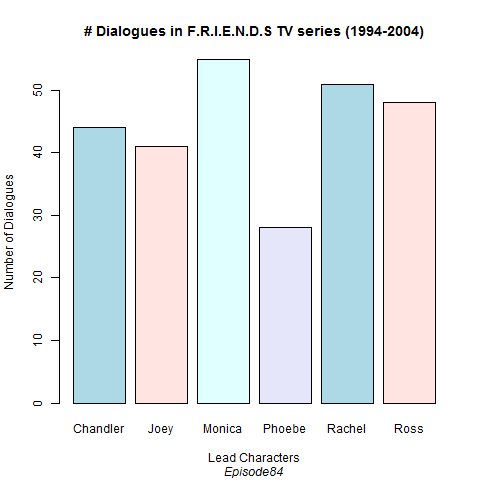 # Dialogues in F.R.I.E.N.D.S TV series (1994-2004)
Number of Dialogues
50
40
30
20
10
0
Chandler Joey Monica Phoebe Rachel Ross
Lead Characters
Episode84